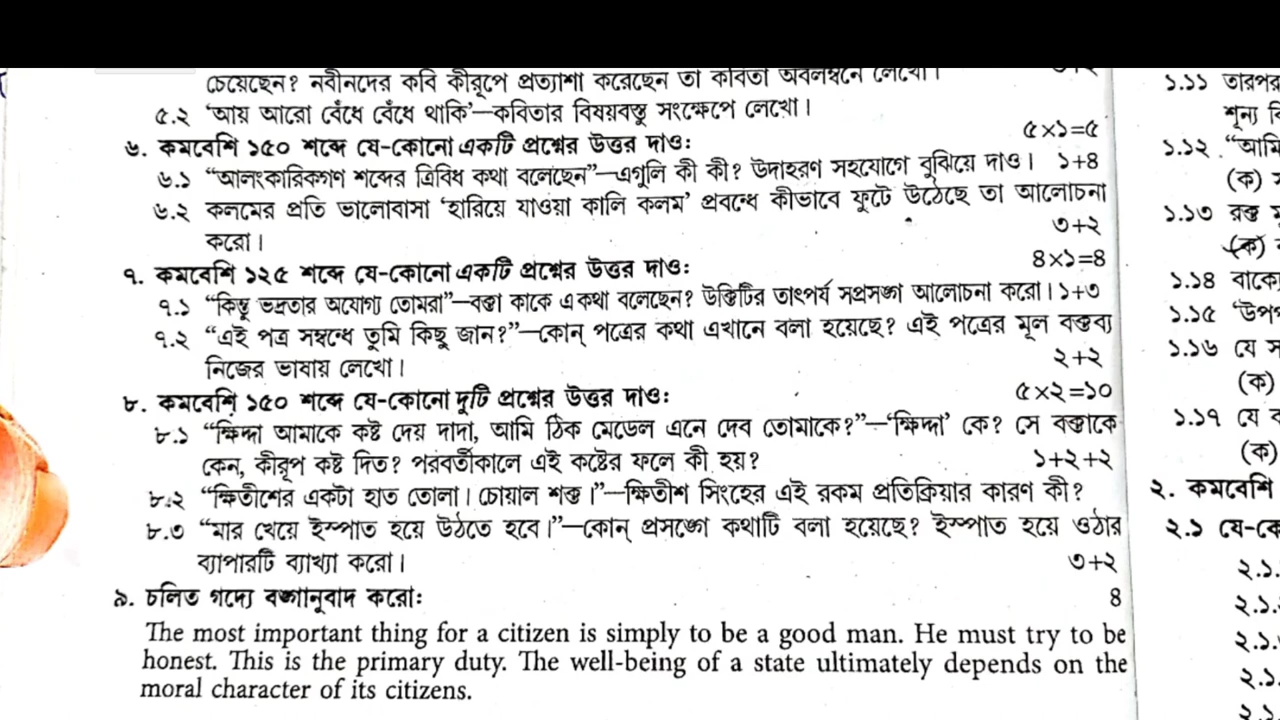 চেয়েছেন? নবীনদের কবি কীরূপে প্রত্যাশা করেছেন তা কবিতা অবলম্বনে লেখো।
৫.২ 'আয় আরো বেঁধে বেঁধে থাকি'—কবিতার বিষয়বস্তু সংক্ষেপে লেখো।
৬. কমবেশি ১৫০ শব্দে যে-কোনো একটি প্রশ্নের উত্তর দাও: ৫×১=৫
৬.১ "আলংকারিকগণ শব্দের ত্রিবিধ কথা বলেছেন"—এগুলি কী কী? উদাহরণ সহযোগে বুঝিয়ে দাও। ১+৪
৬.২ কলমের প্রতি ভালোবাসা 'হারিয়ে যাওয়া কালি কলম' প্রবন্ধে কীভাবে ফুটে উঠেছে তা আলোচনা
করো। ৩+২
৭. কমবেশি ১২৫ শব্দে যে-কোনো একটি প্রশ্নের উত্তর দাও: ৪×১=৪
৭.১ "কিন্তু ভদ্রতার অযোগ্য তোমরা"—বক্তা কাকে একথা বলেছেন? উক্তিটির তাৎপর্য সপ্রসঙ্গ আলোচনা করো। ১+৩
৭.২ "এই পত্র সম্বন্ধে তুমি কিছু জান?"—কোন্ পত্রের কথা এখানে বলা হয়েছে? এই পত্রের মূল বক্তব্য
নিজের ভাষায় লেখো। ২+২
৮. কমবেশি ১৫০ শব্দে যে-কোনো দুটি প্রশ্নের উত্তর দাও: ৫×২=১০
৮.১ "ক্ষিদ্দা আমাকে কষ্ট দেয় দাদা, আমি ঠিক মেডেল এনে দেব তোমাকে?"—'ক্ষিদ্দা' কে? সে বক্তাকে
কেন, কীরূপ কষ্ট দিত? পরবর্তীকালে এই কষ্টের ফলে কী হয়? ১+২+২
৮.২ "ক্ষিতীশের একটা হাত তোলা। চোয়াল শক্ত।"—ক্ষিতীশ সিংহের এই রকম প্রতিক্রিয়ার কারণ কী?
৮.৩ "মার খেয়ে ইস্পাত হয়ে উঠতে হবে।"—কোন্ প্রসঙ্গে কথাটি বলা হয়েছে? ইস্পাত হয়ে ওঠার
ব্যাপারটি ব্যাখ্যা করো। ৩+২
৯. চলিত গদ্যে বঙ্গানুবাদ করো: ৪
The most important thing for a citizen is simply to be a good man. He must try to be
honest. This is the primary duty. The well-being of a state ultimately depends on the
moral character of its citizens.
১.১১ তারপর
শূন্য
১.১২ "আমি
(ক)
১.১৩ রক্ত
(ক)
১.১৪ বাক্যে
১.১৫ 'উপপ
১.১৬ যে স
(ক)
১.১৭ যে ব
(ক)
২. কমবেশি
২.১ যে-কো
২.১
২.১
২.১.
২.১.
২.১